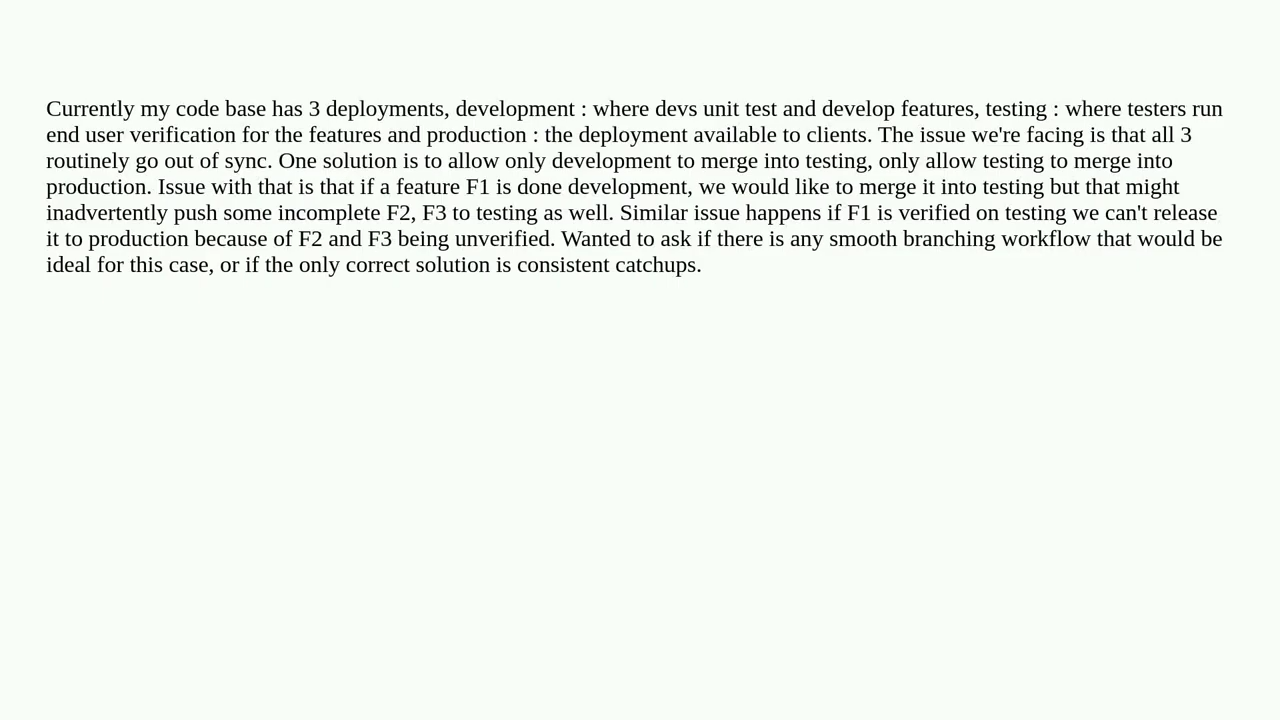 Currently my code base has 3 deployments, development : where devs unit test and develop features, testing : where testers run
end user verification for the features and production : the deployment available to clients. The issue we're facing is that all 3
routinely go out of sync. One solution is to allow only development to merge into testing, only allow testing to merge into
production. Issue with that is that if a feature F1 is done development, we would like to merge it into testing but that might
inadvertently push some incomplete F2, F3 to testing as well. Similar issue happens if F1 is verified on testing we can't release
it to production because of F2 and F3 being unverified. Wanted to ask if there is any smooth branching workflow that would be
ideal for this case, or if the only correct solution is consistent catchups.